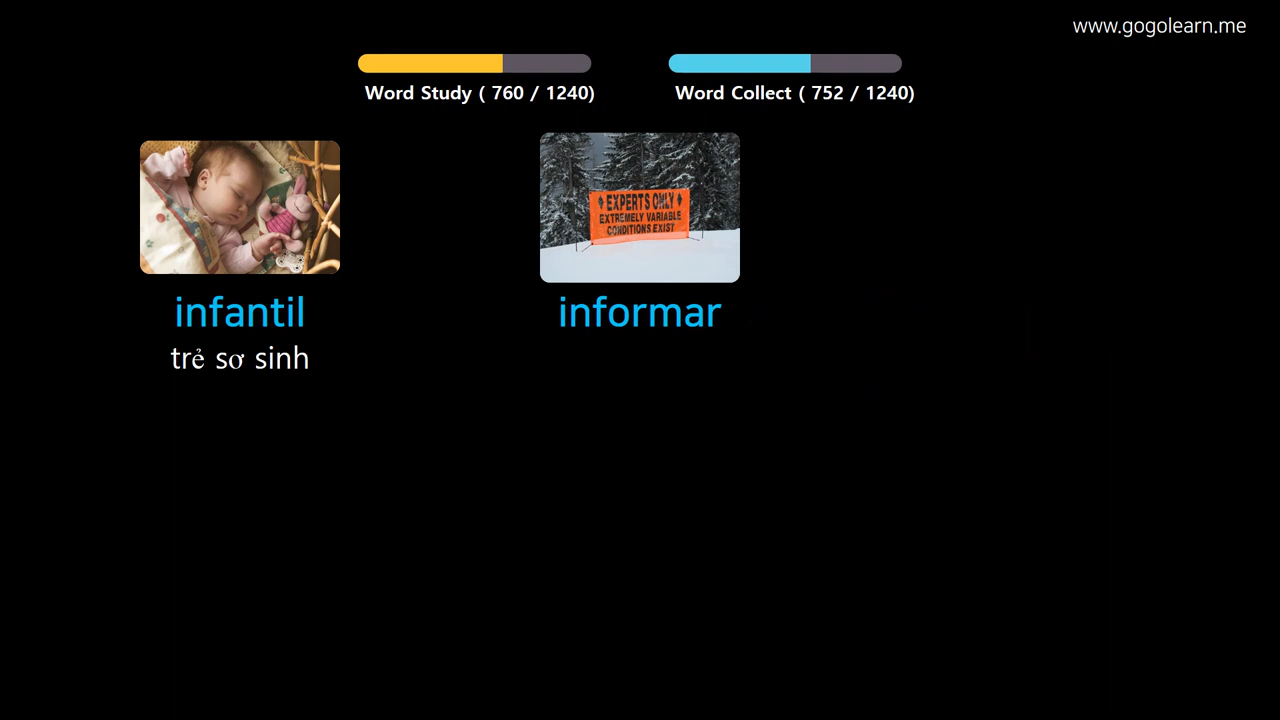 www.gogolearn.me
Word Study ( 760 / 1240)
Word Collect ( 752 / 1240)
EXPERTS ONLY
EXTREMELY VARIABLE
CONDITIONS EXIST
infantil
informar
trẻ sơ sinh